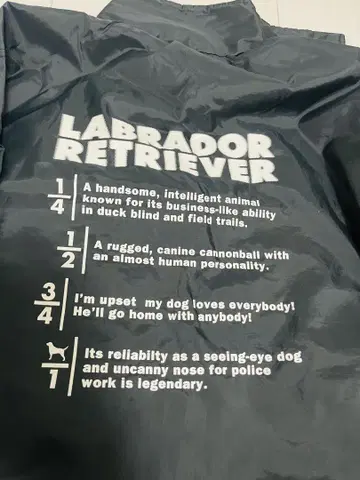 LABRADOR
RETRIEVER
1/4 A handsome, intelligent animal
known for its business-like ability
in duck blind and field trails.
1/2 A rugged, canine cannonball with
an almost human personality.
3/4 I'm upset my dog loves everybody!
He'll go home with anybody!
1 Its reliabilty as a seeing-eye dog
and uncanny nose for police
work is legendary.